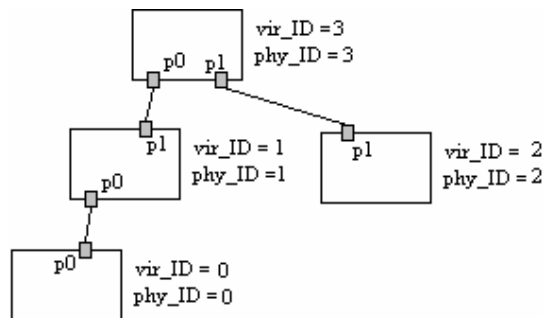 vir_ID =3
p0 p1 phy_ID =3
p1 vir_ID = 1
p0 phy_ID =1
p1 vir_ID = 2
phy_ID =2
p0 vir_ID = 0
phy_ID =0